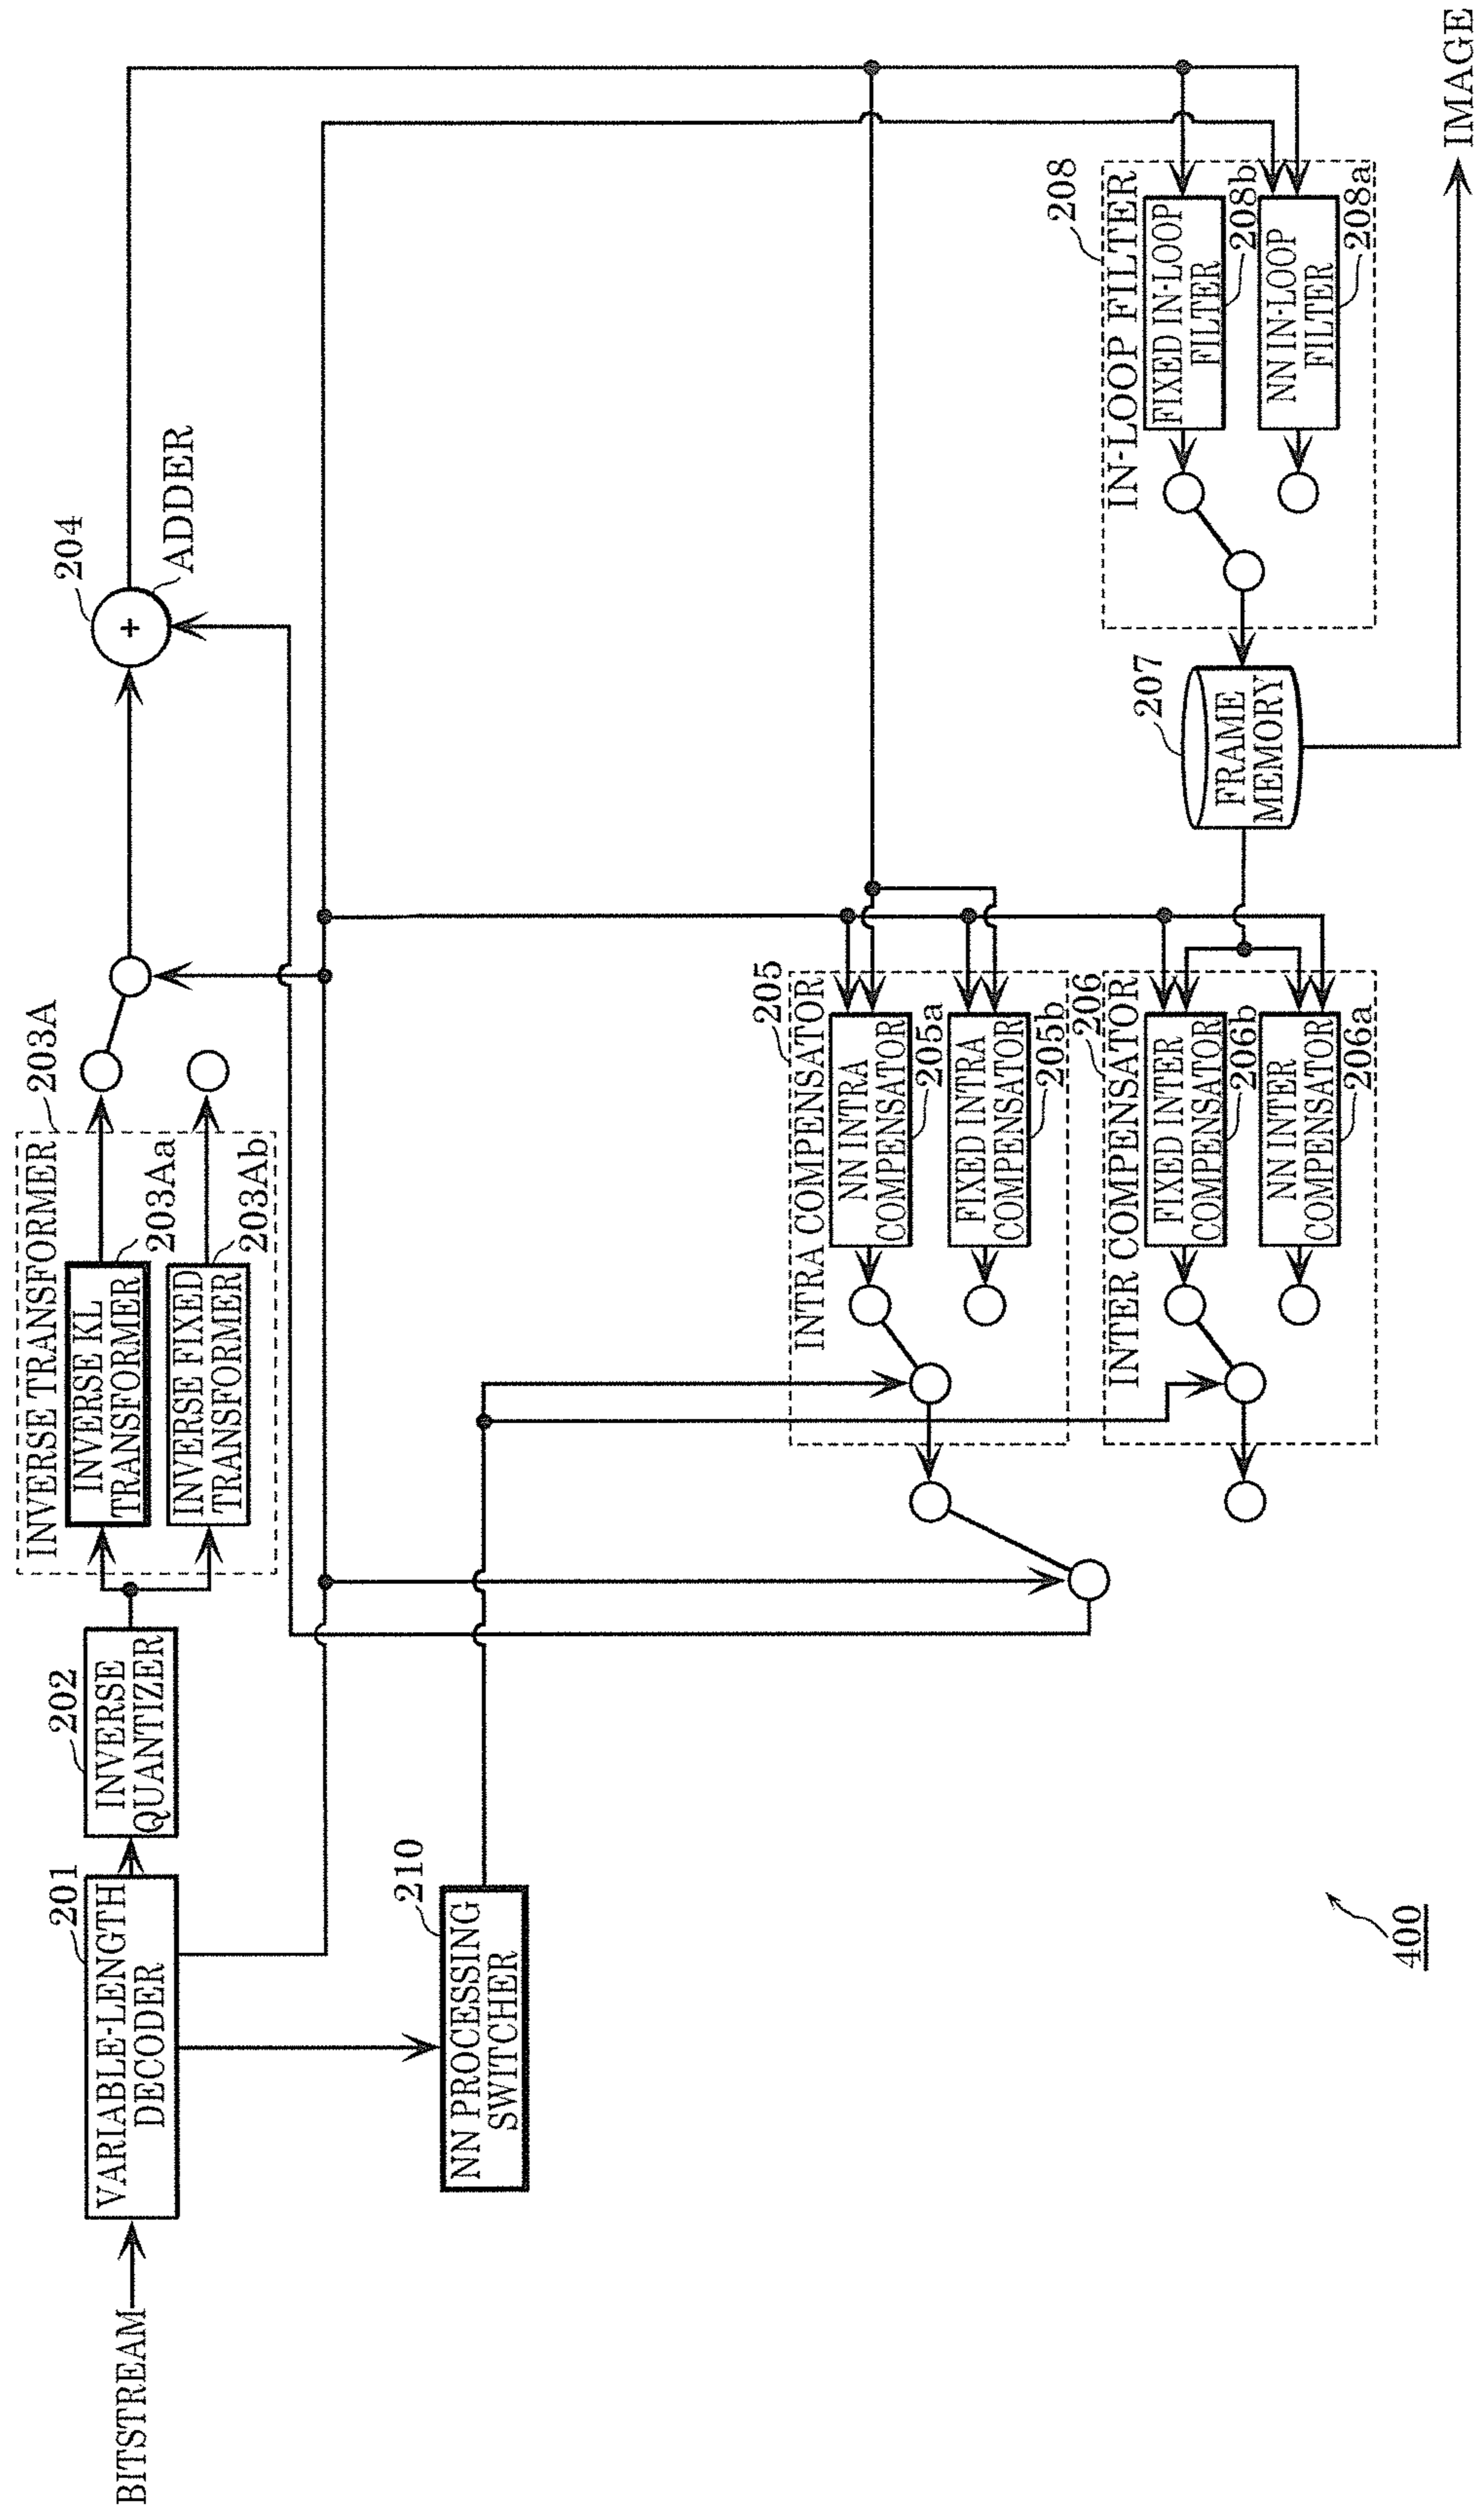 BITSTREAM
201
VARIABLE-LENGTH
DECODER
202
INVERSE
QUANTIZER
INVERSE TRANSFORMER
203A
INVERSE KL
TRANSFORMER
203Aa
INVERSE FIXED
TRANSFORMER
203Ab
204
+
ADDER
210
NN PROCESSING
SWITCHER
205
INTRA COMPENSATOR
NN INTRA
COMPENSATOR
205a
FIXED INTRA
COMPENSATOR
205b
206
INTER COMPENSATOR
FIXED INTER
COMPENSATOR
206b
NN INTER
COMPENSATOR
206a
207
FRAME
MEMORY
208
IN-LOOP FILTER
FIXED IN-LOOP
FILTER
208b
NN IN-LOOP
FILTER
208a
IMAGE
400